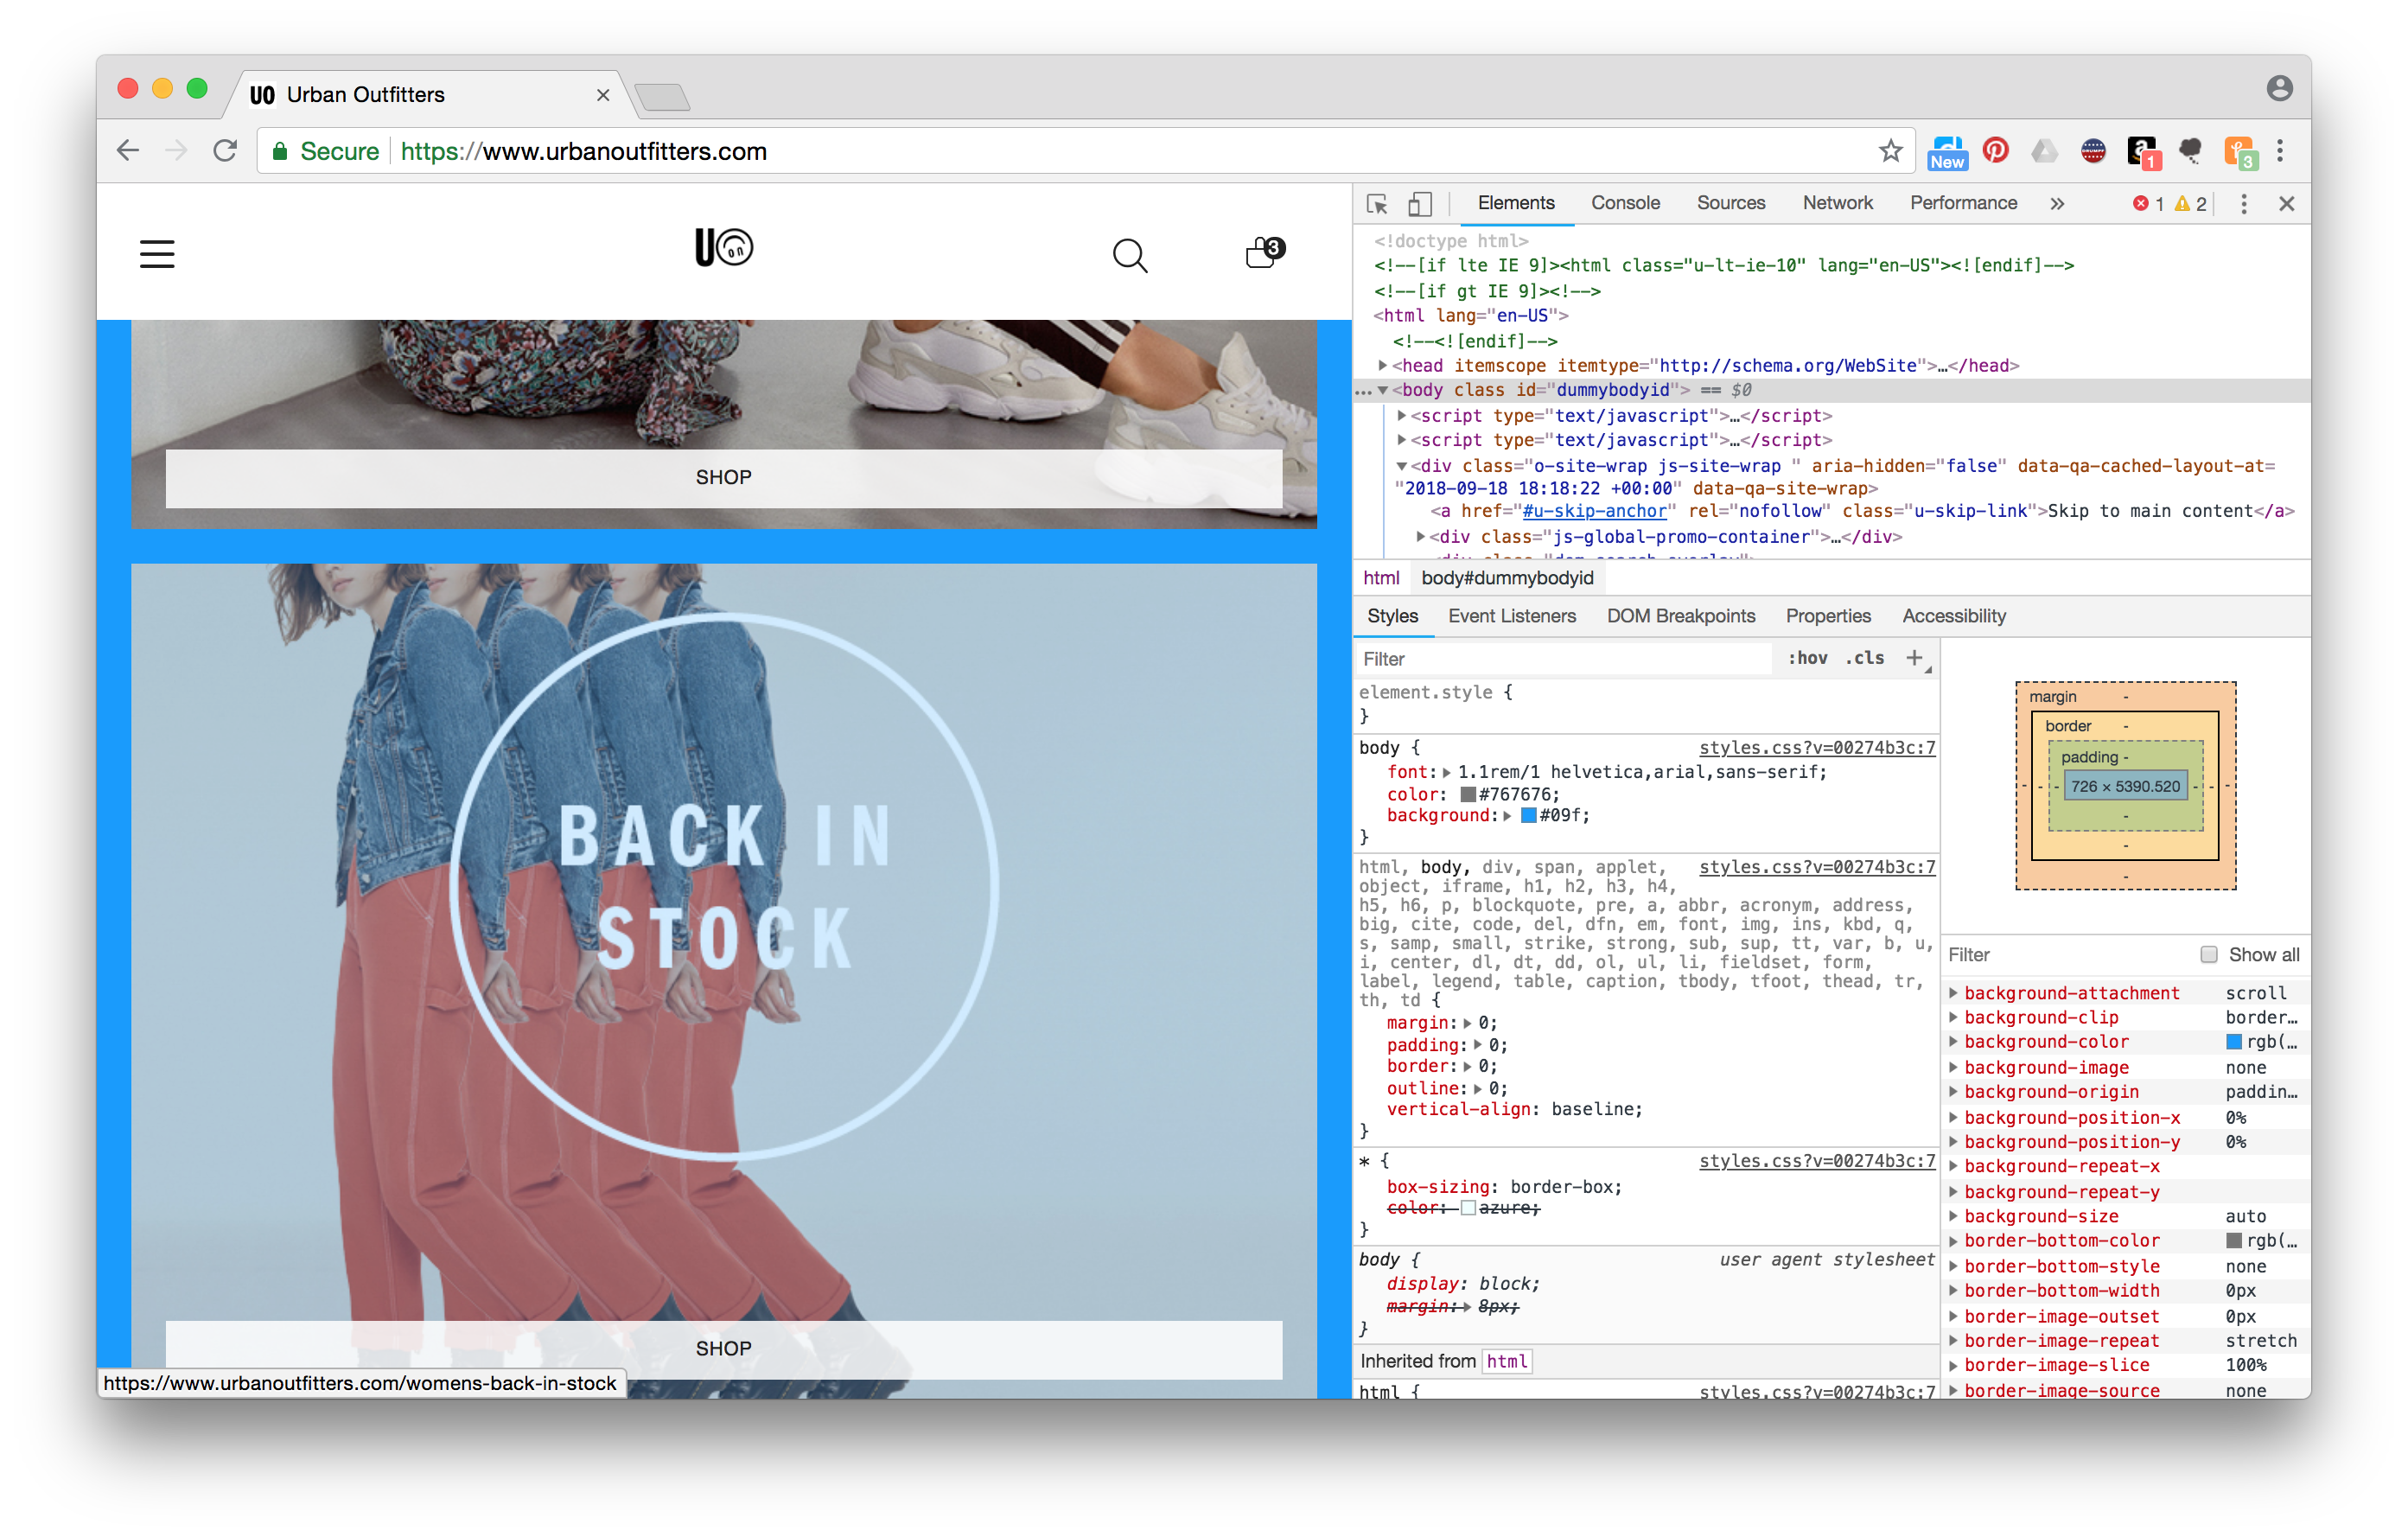 UO Urban Outfitters
Secure https://www.urbanoutfitters.com
New
1
3
UO
3
SHOP
BACK IN
STOCK
SHOP
https://www.urbanoutfitters.com/womens-back-in-stock
Elements Console Sources Network Performance » 1 2
<!doctype html>
<!--[if lte IE 9]><html class="u-lt-ie-10" lang="en-US"><![endif]-->
<!--[if gt IE 9]><!-->
<html lang="en-US">
<!--<![endif]-->
<head itemscope itemtype="http://schema.org/WebSite">…</head>
… <body class id="dummybodyid"> == $0
<script type="text/javascript">…</script>
<script type="text/javascript">…</script>
<div class="o-site-wrap js-site-wrap " aria-hidden="false" data-qa-cached-layout-at=
"2018-09-18 18:18:22 +00:00" data-qa-site-wrap>
<a href="#u-skip-anchor" rel="nofollow" class="u-skip-link">Skip to main content</a>
<div class="js-global-promo-container">…</div>
html body#dummybodyid
Styles Event Listeners DOM Breakpoints Properties Accessibility
Filter :hov .cls +
element.style {
}
body { styles.css?v=00274b3c:7
font: 1.1rem/1 helvetica,arial,sans-serif;
color: #767676;
background: #09f;
}
html, body, div, span, applet, styles.css?v=00274b3c:7
object, iframe, h1, h2, h3, h4,
h5, h6, p, blockquote, pre, a, abbr, acronym, address,
big, cite, code, del, dfn, em, font, img, ins, kbd, q,
s, samp, small, strike, strong, sub, sup, tt, var, b, u,
i, center, dl, dt, dd, ol, ul, li, fieldset, form,
label, legend, table, caption, tbody, tfoot, thead, tr,
th, td {
margin: 0;
padding: 0;
border: 0;
outline: 0;
vertical-align: baseline;
}
* { styles.css?v=00274b3c:7
box-sizing: border-box;
color: azure;
}
body { user agent stylesheet
display: block;
margin: 8px;
}
Inherited from html
html { styles.css?v=00274b3c:7
margin -
border -
padding -
- - - 726 × 5390.520 - - -
-
-
-
Filter Show all
background-attachment scroll
background-clip border…
background-color rgb(…
background-image none
background-origin paddin…
background-position-x 0%
background-position-y 0%
background-repeat-x
background-repeat-y
background-size auto
border-bottom-color rgb(…
border-bottom-style none
border-bottom-width 0px
border-image-outset 0px
border-image-repeat stretch
border-image-slice 100%
border-image-source none